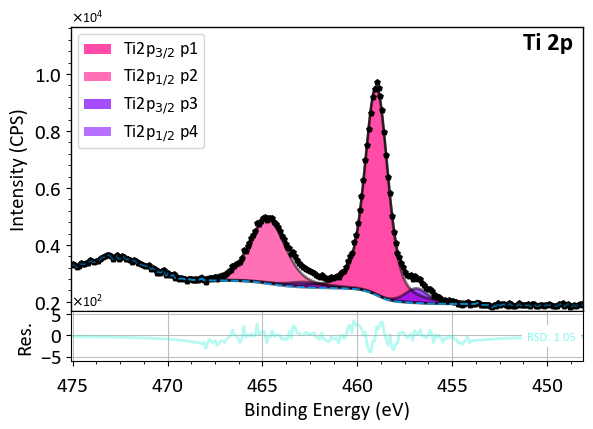 ×10⁴
Ti 2p
Ti2p₃/₂ p1
Ti2p₁/₂ p2
Ti2p₃/₂ p3
Ti2p₁/₂ p4
1.0
0.8
0.6
0.4
0.2
Intensity (CPS)
×10²
5
0
−5
Res.
RSD: 1.05
475
470
465
460
455
450
Binding Energy (eV)